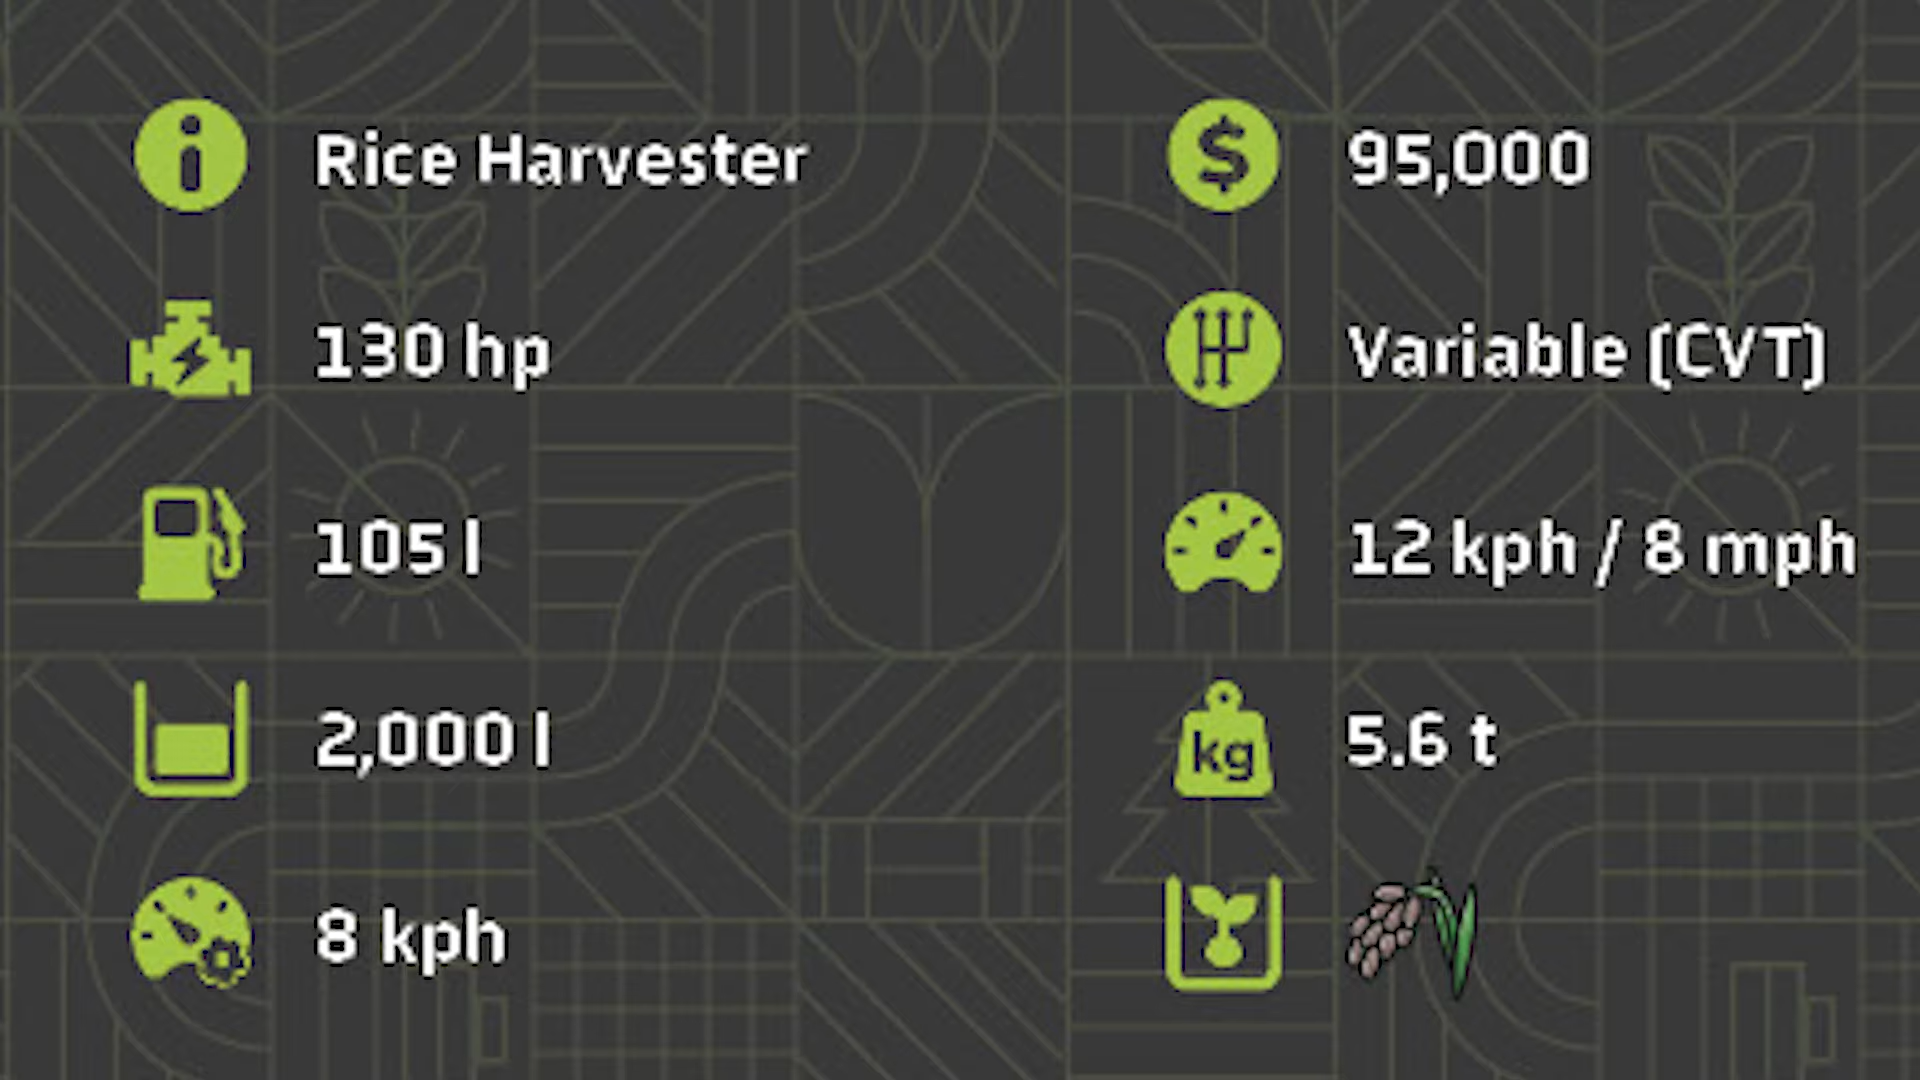 Rice Harvester
95,000
130 hp
Variable (CVT)
105 l
12 kph / 8 mph
2,000 l
kg
5.6 t
8 kph